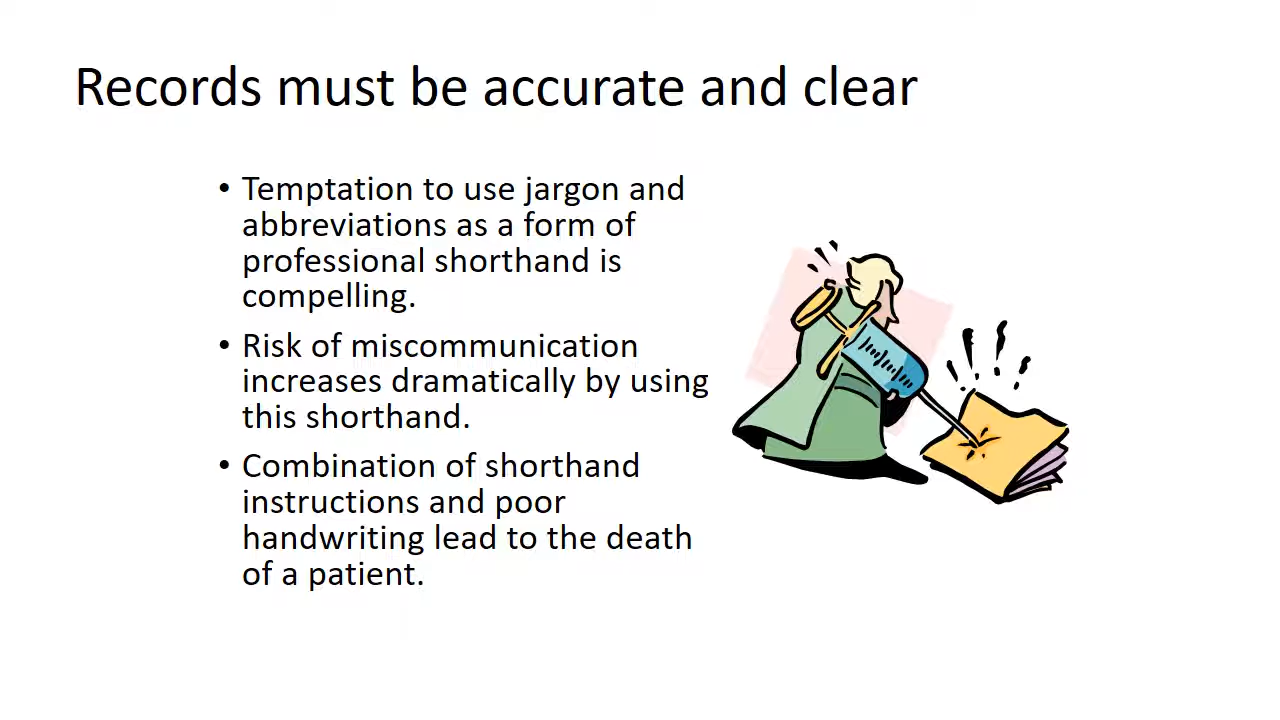 Records must be accurate and clear
• Temptation to use jargon and
abbreviations as a form of
professional shorthand is
compelling.
• Risk of miscommunication
increases dramatically by using
this shorthand.
• Combination of shorthand
instructions and poor
handwriting lead to the death
of a patient.